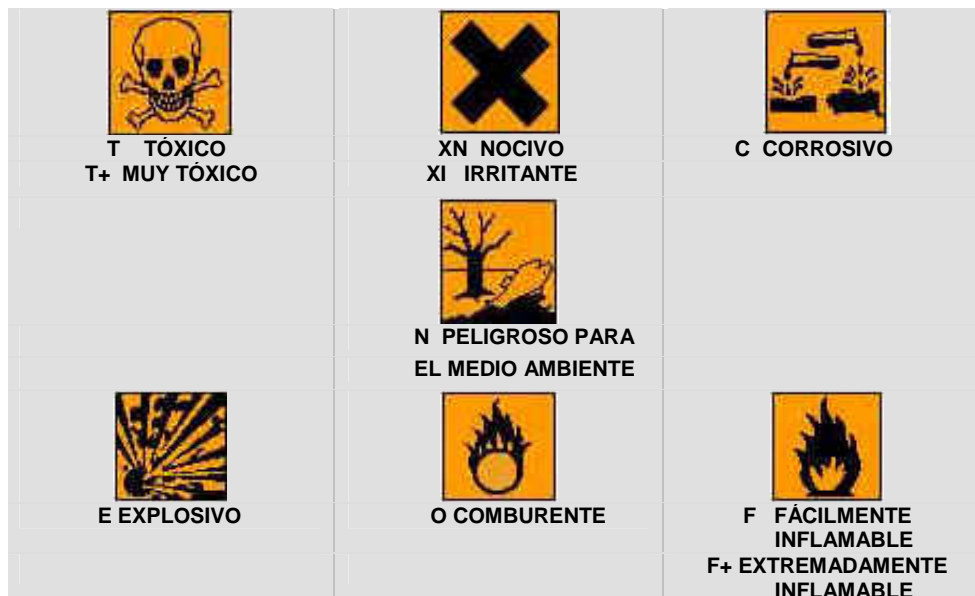 T TÓXICO
T+ MUY TÓXICO
XN NOCIVO
XI IRRITANTE
C CORROSIVO
N PELIGROSO PARA
EL MEDIO AMBIENTE
E EXPLOSIVO
O COMBURENTE
F FÁCILMENTE
INFLAMABLE
F+ EXTREMADAMENTE
INFLAMABLE